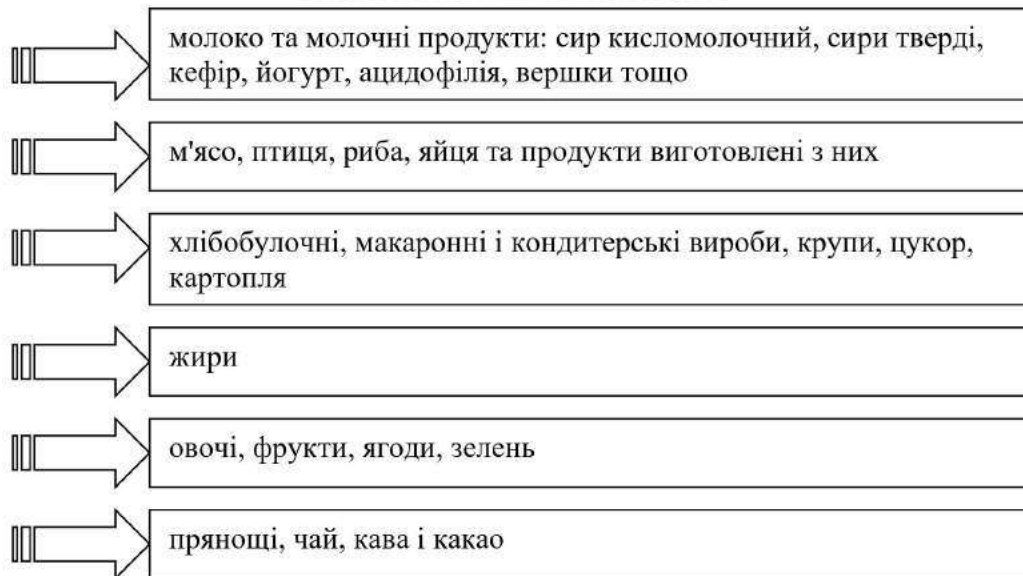 молоко та молочні продукти: сир кисломолочний, сири тверді,
кефір, йогурт, ацидофілія, вершки тощо
м'ясо, птиця, риба, яйця та продукти виготовлені з них
хлібобулочні, макаронні і кондитерські вироби, крупи, цукор,
картопля
жири
овочі, фрукти, ягоди, зелень
прянощі, чай, кава і какао